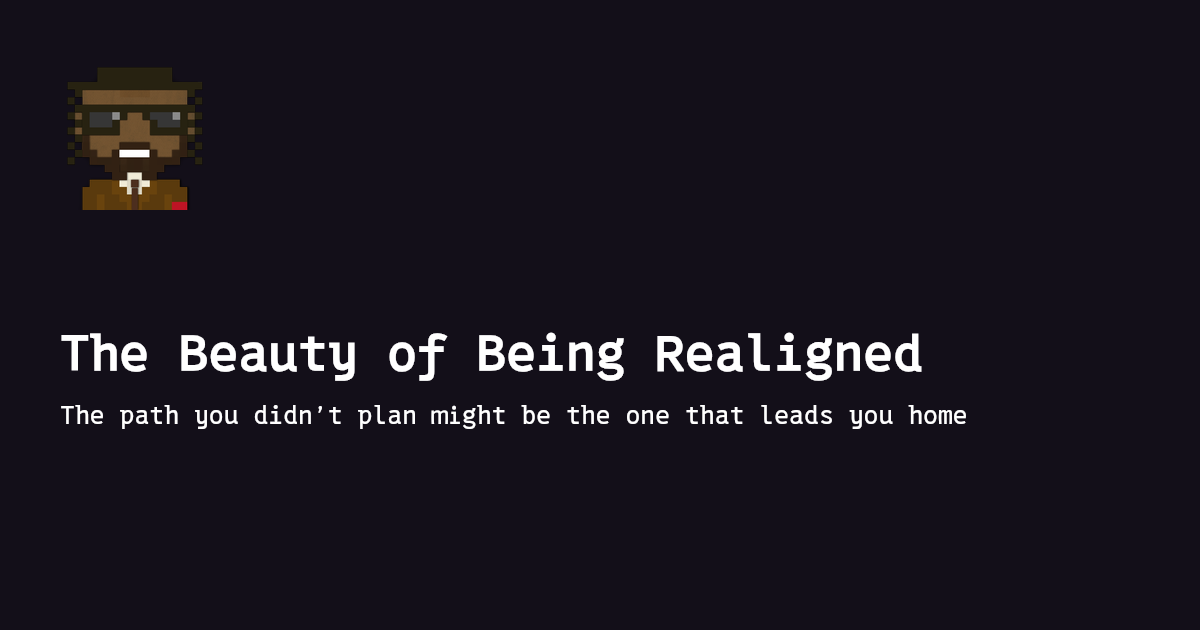 The Beauty of Being Realigned
The path you didn’t plan might be the one that leads you home